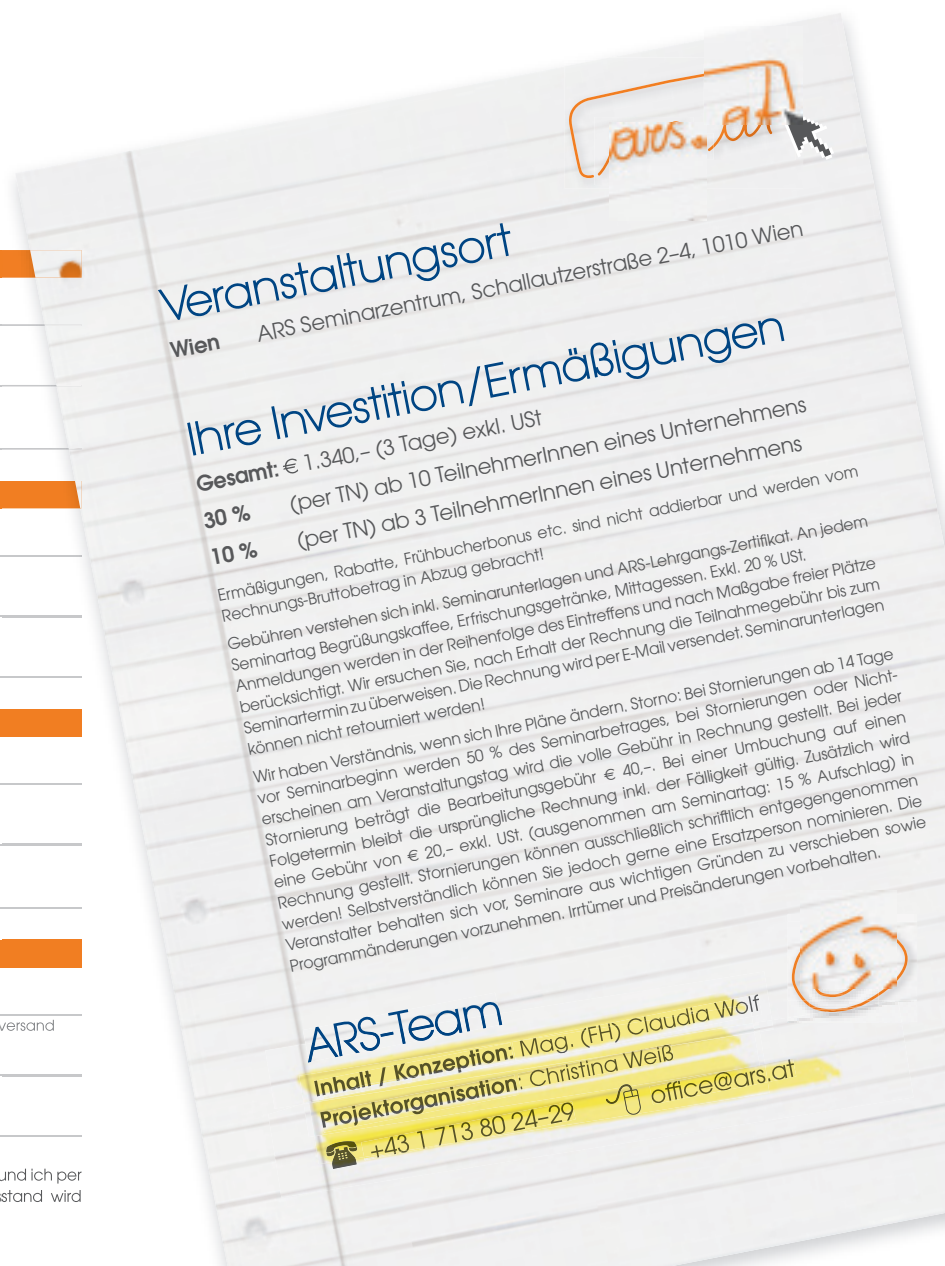 ars.at
Veranstaltungsort
Wien ARS Seminarzentrum, Schallautzerstraße 2–4, 1010 Wien
Ihre Investition/Ermäßigungen
Gesamt: € 1.340,– (3 Tage) exkl. USt
30 % (per TN) ab 10 TeilnehmerInnen eines Unternehmens
10 % (per TN) ab 3 TeilnehmerInnen eines Unternehmens
Ermäßigungen, Rabatte, Frühbucherbonus etc. sind nicht addierbar und werden vom
Rechnungs-Bruttobetrag in Abzug gebracht!
Gebühren verstehen sich inkl. Seminarunterlagen und ARS-Lehrgangs-Zertifikat. An jedem
Seminartag Begrüßungskaffee, Erfrischungsgetränke, Mittagessen. Exkl. 20 % USt.
Anmeldungen werden in der Reihenfolge des Eintreffens und nach Maßgabe freier Plätze
berücksichtigt. Wir ersuchen Sie, nach Erhalt der Rechnung die Teilnahmegebühr bis zum
Seminartermin zu überweisen. Die Rechnung wird per E-Mail versendet. Seminarunterlagen
können nicht retourniert werden!
Wir haben Verständnis, wenn sich Ihre Pläne ändern. Storno: Bei Stornierungen ab 14 Tage
vor Seminarbeginn werden 50 % des Seminarbetrages, bei Stornierungen oder Nicht-
erscheinen am Veranstaltungstag wird die volle Gebühr in Rechnung gestellt. Bei jeder
Stornierung beträgt die Bearbeitungsgebühr € 40,–. Bei einer Umbuchung auf einen
Folgetermin bleibt die ursprüngliche Rechnung inkl. der Fälligkeit gültig. Zusätzlich wird
eine Gebühr von € 20,– exkl. USt. (ausgenommen am Seminartag: 15 % Aufschlag) in
Rechnung gestellt. Stornierungen können ausschließlich schriftlich entgegengenommen
werden! Selbstverständlich können Sie jedoch gerne eine Ersatzperson nominieren. Die
Veranstalter behalten sich vor, Seminare aus wichtigen Gründen zu verschieben sowie
Programmänderungen vorzunehmen. Irrtümer und Preisänderungen vorbehalten.
ARS-Team
Inhalt / Konzeption: Mag. (FH) Claudia Wolf
Projektorganisation: Christina Weiß
+43 1 713 80 24–29 office@ars.at
versand
und ich per
sstand wird